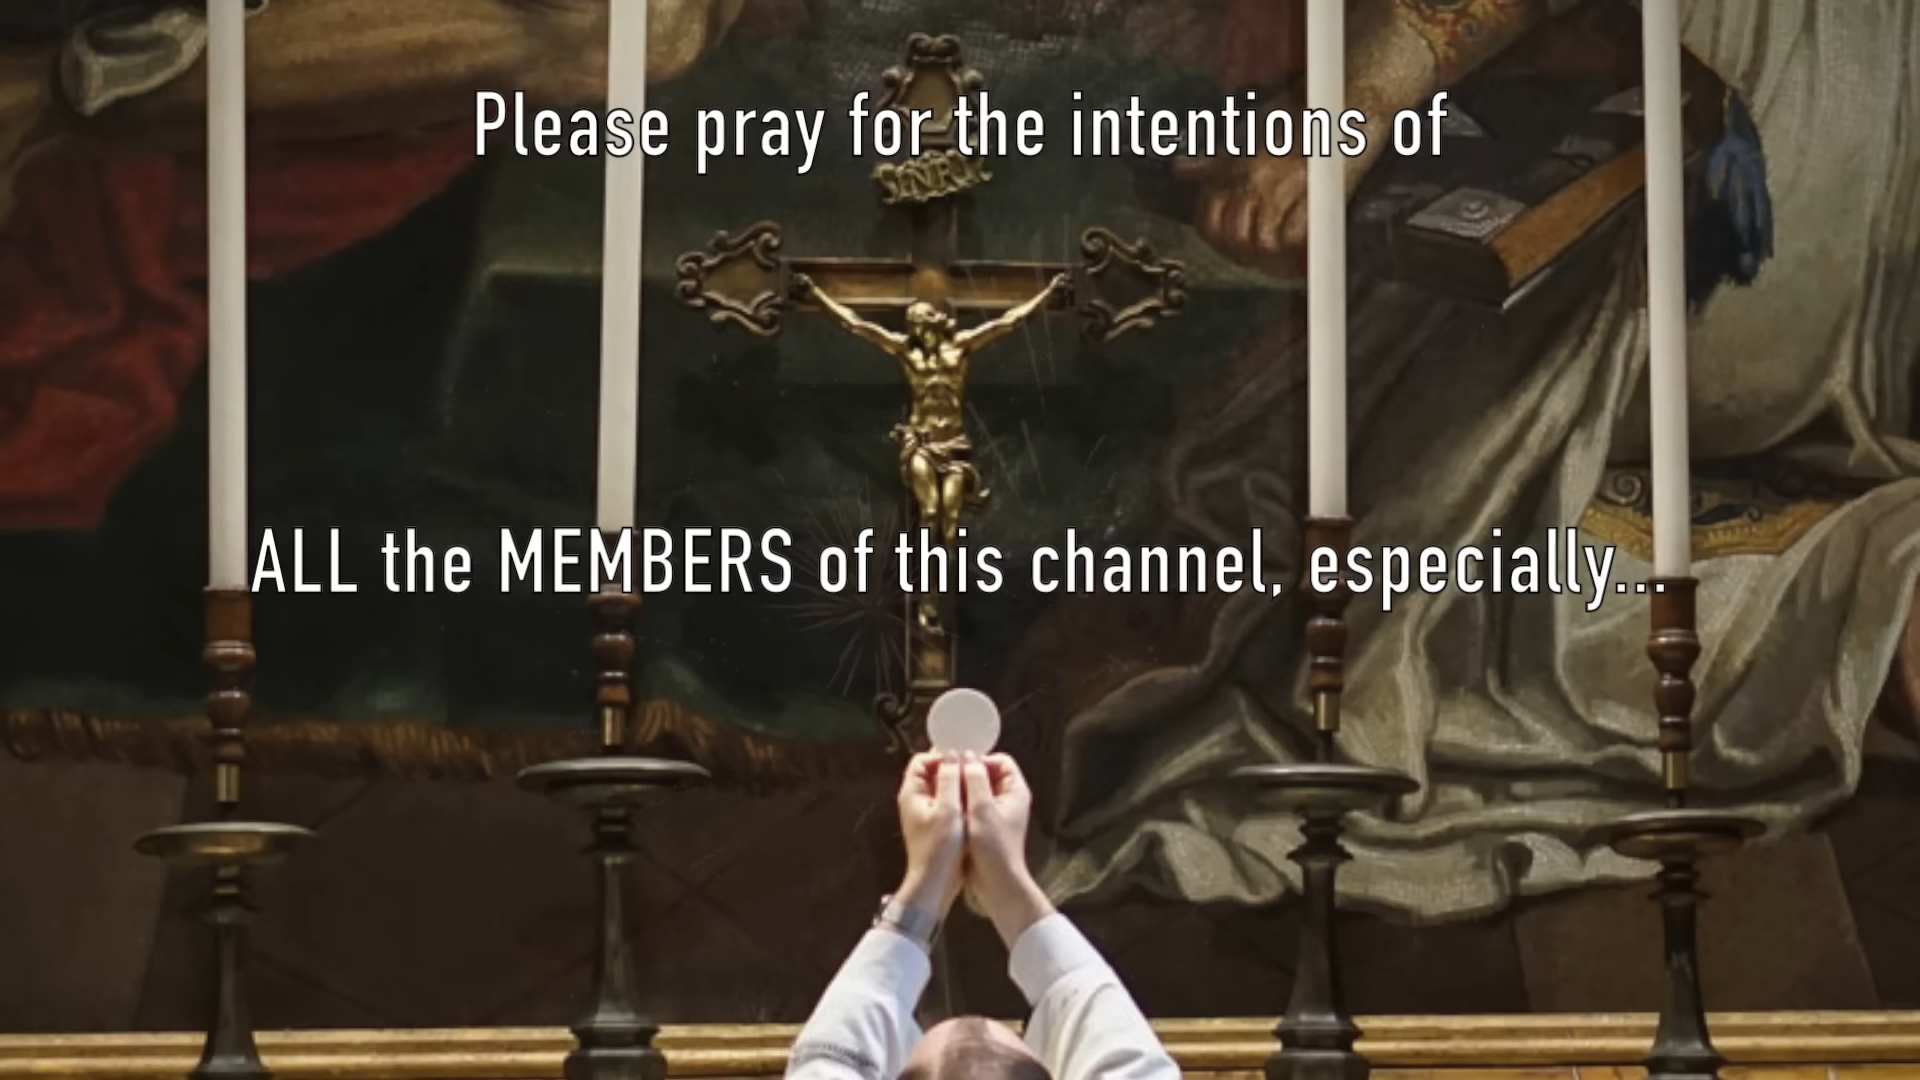 Please pray for the intentions of
ALL the MEMBERS of this channel, especially...